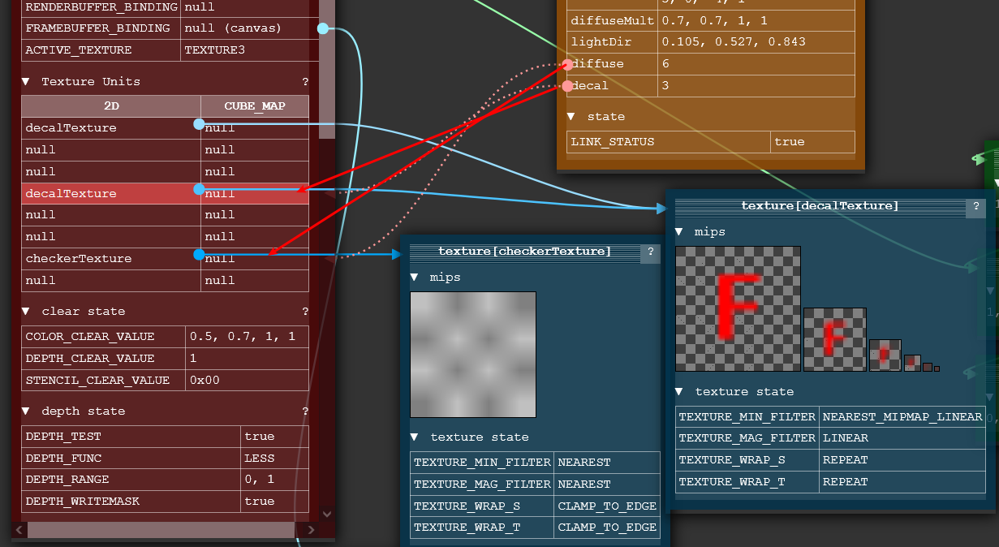 RENDERBUFFER_BINDING null
FRAMEBUFFER_BINDING null (canvas)
ACTIVE_TEXTURE TEXTURE3
▼ Texture Units ?
2D CUBE_MAP
decalTexture null
null null
null null
decalTexture null
null null
null null
checkerTexture null
null null
▼ clear state ?
COLOR_CLEAR_VALUE 0.5, 0.7, 1, 1
DEPTH_CLEAR_VALUE 1
STENCIL_CLEAR_VALUE 0x00
▼ depth state ?
DEPTH_TEST true
DEPTH_FUNC LESS
DEPTH_RANGE 0, 1
DEPTH_WRITEMASK true
diffuseMult 0.7, 0.7, 1, 1
lightDir 0.105, 0.527, 0.843
diffuse 6
decal 3
▼ state
LINK_STATUS true
texture[checkerTexture] ?
▼ mips
▼ texture state
TEXTURE_MIN_FILTER NEAREST
TEXTURE_MAG_FILTER NEAREST
TEXTURE_WRAP_S CLAMP_TO_EDGE
TEXTURE_WRAP_T CLAMP_TO_EDGE
texture[decalTexture] ?
▼ mips
F
F
▼ texture state
TEXTURE_MIN_FILTER NEAREST_MIPMAP_LINEAR
TEXTURE_MAG_FILTER LINEAR
TEXTURE_WRAP_S REPEAT
TEXTURE_WRAP_T REPEAT